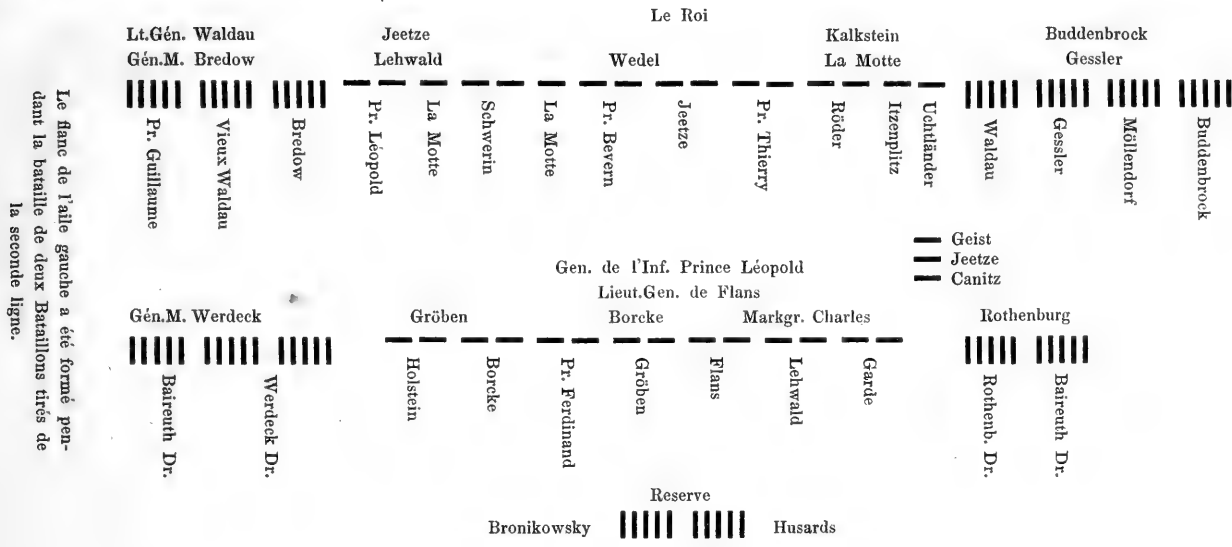 Le Roi
Lt.Gén. Waldau
Gén.M. Bredow
Jeetze
Lehwald
Wedel
Kalkstein
La Motte
Buddenbrock
Gessler
Pr. Guillaume
Vieux Waldau
Bredow
Pr. Léopold
La Motte
Schwerin
La Motte
Pr. Bevern
Jeetze
Pr. Thierry
Röder
Itzenplitz
Uchtländer
Waldau
Gessler
Möllendorf
Buddenbrock
Geist
Jeetze
Canitz
Gen. de l'Inf. Prince Léopold
Lieut.Gen. de Flans
Gén.M. Werdeck
Gröben
Borcke
Markgr. Charles
Rothenburg
Baireuth Dr.
Werdeck Dr.
Holstein
Borcke
Pr. Ferdinand
Gröben
Flans
Lehwald
Garde
Rothenb. Dr.
Baireuth Dr.
Reserve
Bronikowsky
Husards
Le flanc de l'aile gauche a été formé pen-
dant la bataille de deux Bataillons tirés de
la seconde ligne.